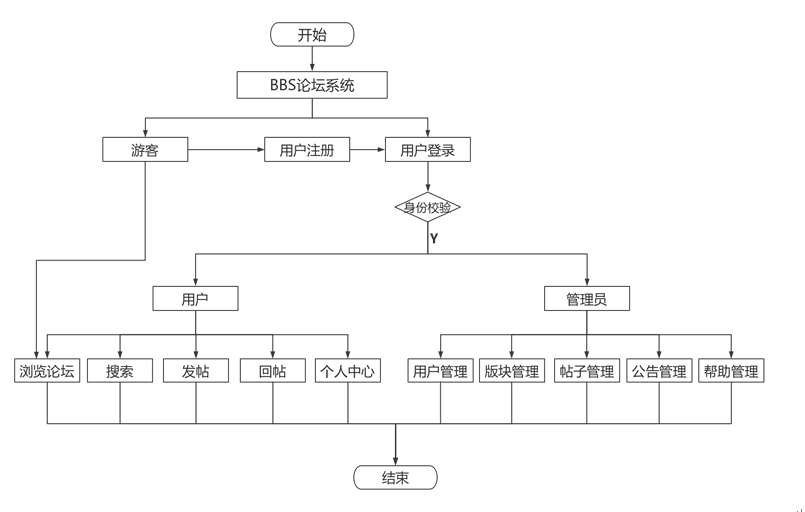 开始
BBS论坛系统
游客
用户注册
用户登录
身份校验
Y
用户
管理员
浏览论坛
搜索
发帖
回帖
个人中心
用户管理
版块管理
帖子管理
公告管理
帮助管理
结束